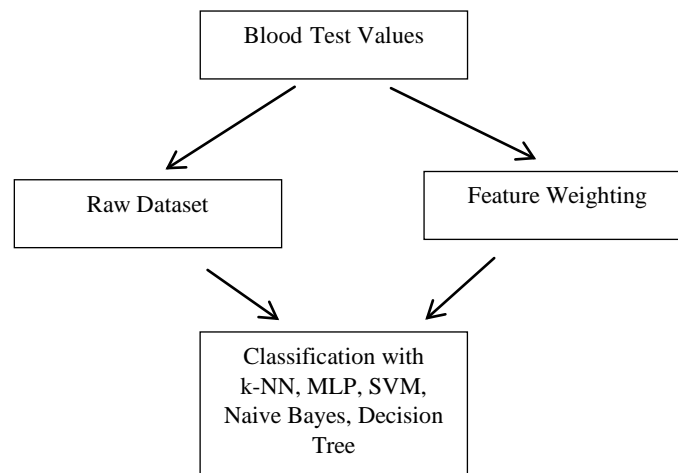 Blood Test Values
Raw Dataset
Feature Weighting
Classification with
k-NN, MLP, SVM,
Naive Bayes, Decision
Tree